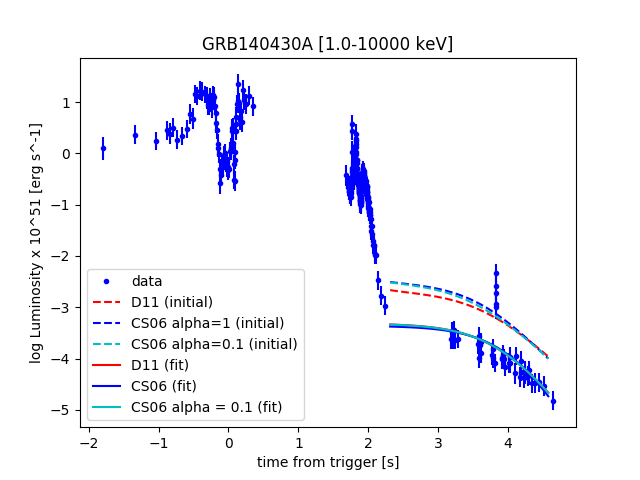 GRB140430A [1.0-10000 keV]
log Luminosity x 10^51 [erg s^-1]
1
0
−1
−2
−3
−4
−5
data
D11 (initial)
CS06 alpha=1 (initial)
CS06 alpha=0.1 (initial)
D11 (fit)
CS06 (fit)
CS06 alpha = 0.1 (fit)
−2 −1 0 1 2 3 4
time from trigger [s]